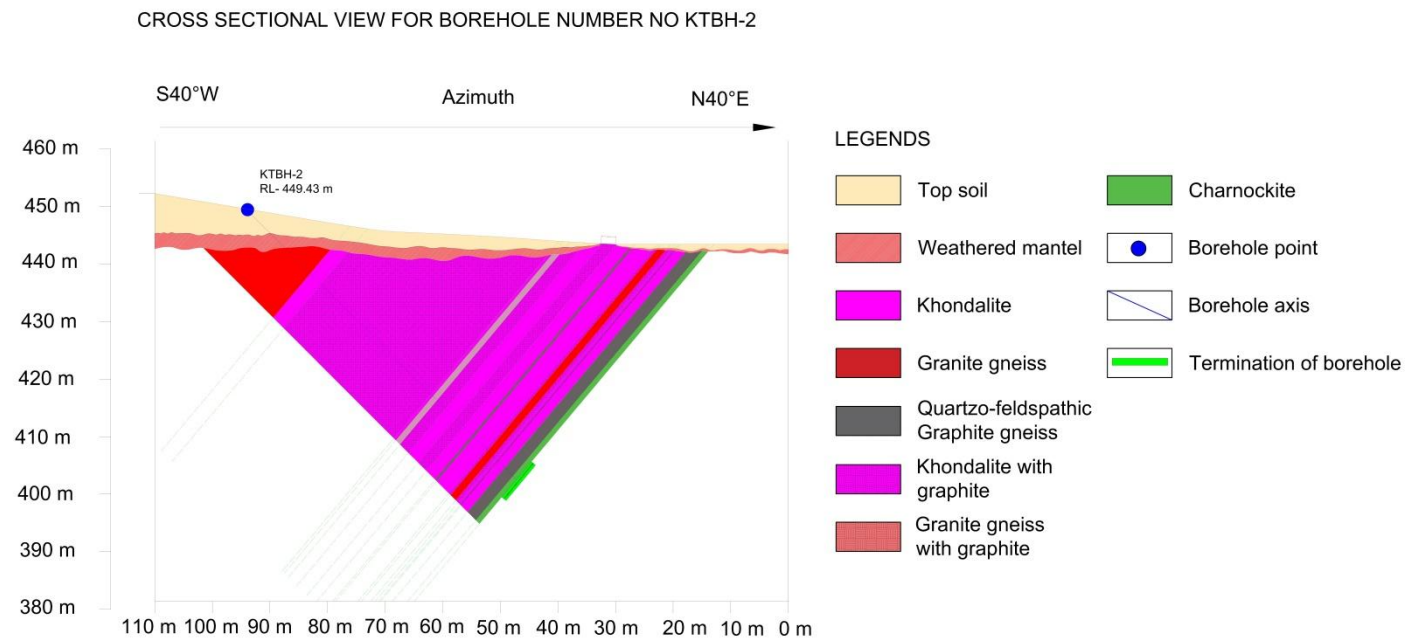 CROSS SECTIONAL VIEW FOR BOREHOLE NUMBER NO KTBH-2
S40°W
Azimuth
N40°E
460 m
450 m
440 m
430 m
420 m
410 m
400 m
390 m
380 m
KTBH-2
RL- 449.43 m
110 m 100 m 90 m 80 m 70 m 60 m 50 m 40 m 30 m 20 m 10 m 0 m
LEGENDS
Top soil
Weathered mantel
Khondalite
Granite gneiss
Quartzo-feldspathic
Graphite gneiss
Khondalite with
graphite
Granite gneiss
with graphite
Charnockite
Borehole point
Borehole axis
Termination of borehole